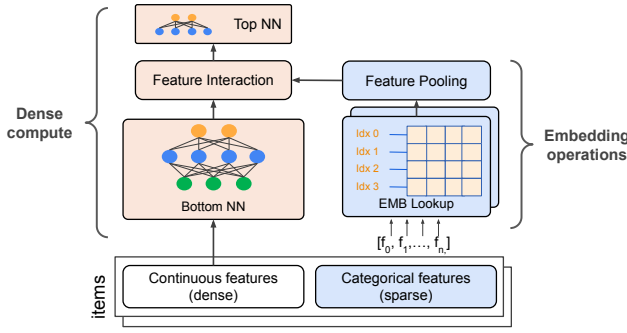 Top NN
Feature Interaction
Feature Pooling
Dense
compute
Embedding
operations
Idx 0
Idx 1
Idx 2
Idx 3
Bottom NN
EMB Lookup
[f0, f1,..., fn,]
items
Continuous features
(dense)
Categorical features
(sparse)